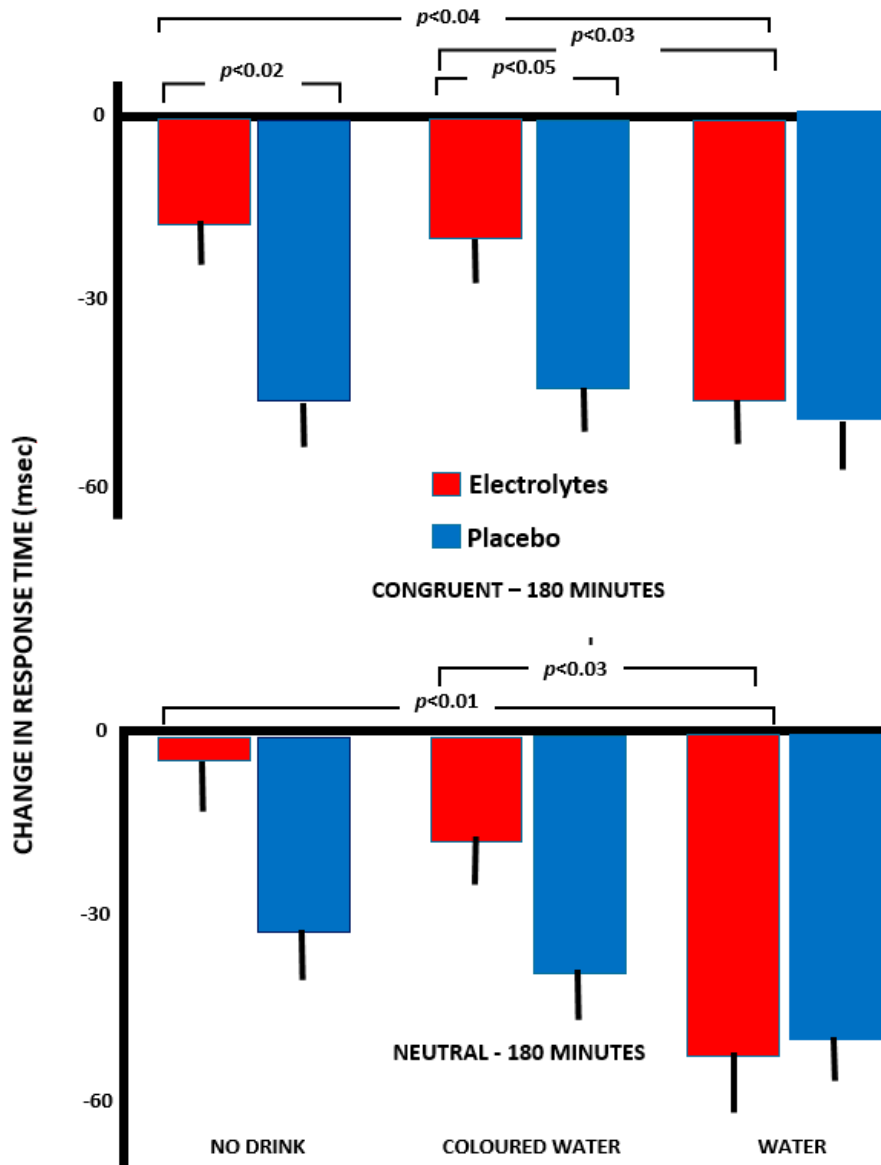 p<0.04
p<0.03
p<0.02
p<0.05
0
-30
-60
CHANGE IN RESPONSE TIME (msec)
Electrolytes
Placebo
CONGRUENT – 180 MINUTES
p<0.03
p<0.01
0
-30
-60
NEUTRAL - 180 MINUTES
NO DRINK COLOURED WATER WATER